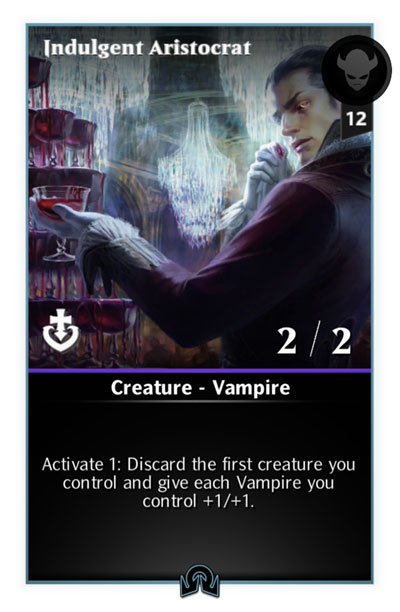 Indulgent Aristocrat
12
2 / 2
Creature - Vampire
Activate 1: Discard the first creature you
control and give each Vampire you
control +1/+1.